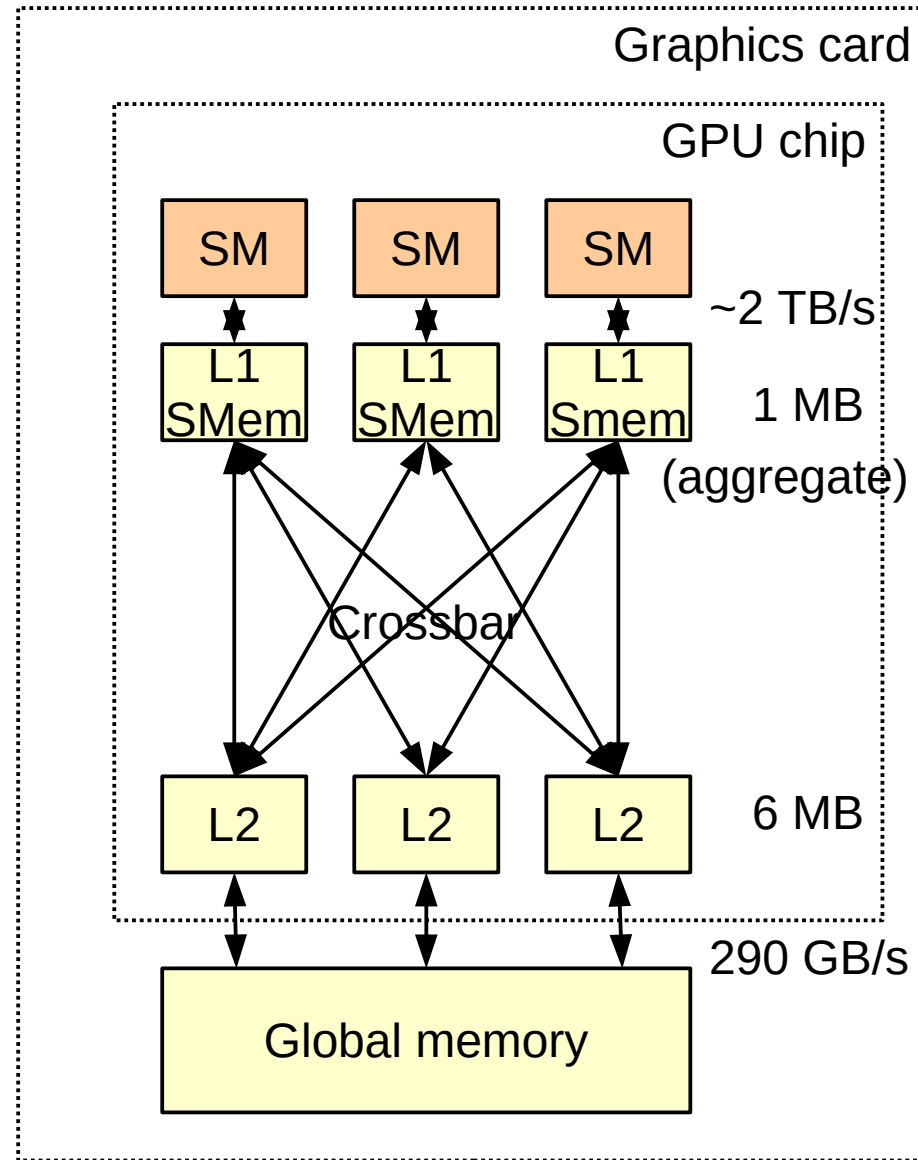 Graphics card
GPU chip
SM
SM
SM
~2 TB/s
L1
SMem
L1
SMem
L1
Smem
1 MB
(aggregate)
Crossbar
L2
L2
L2
6 MB
290 GB/s
Global memory